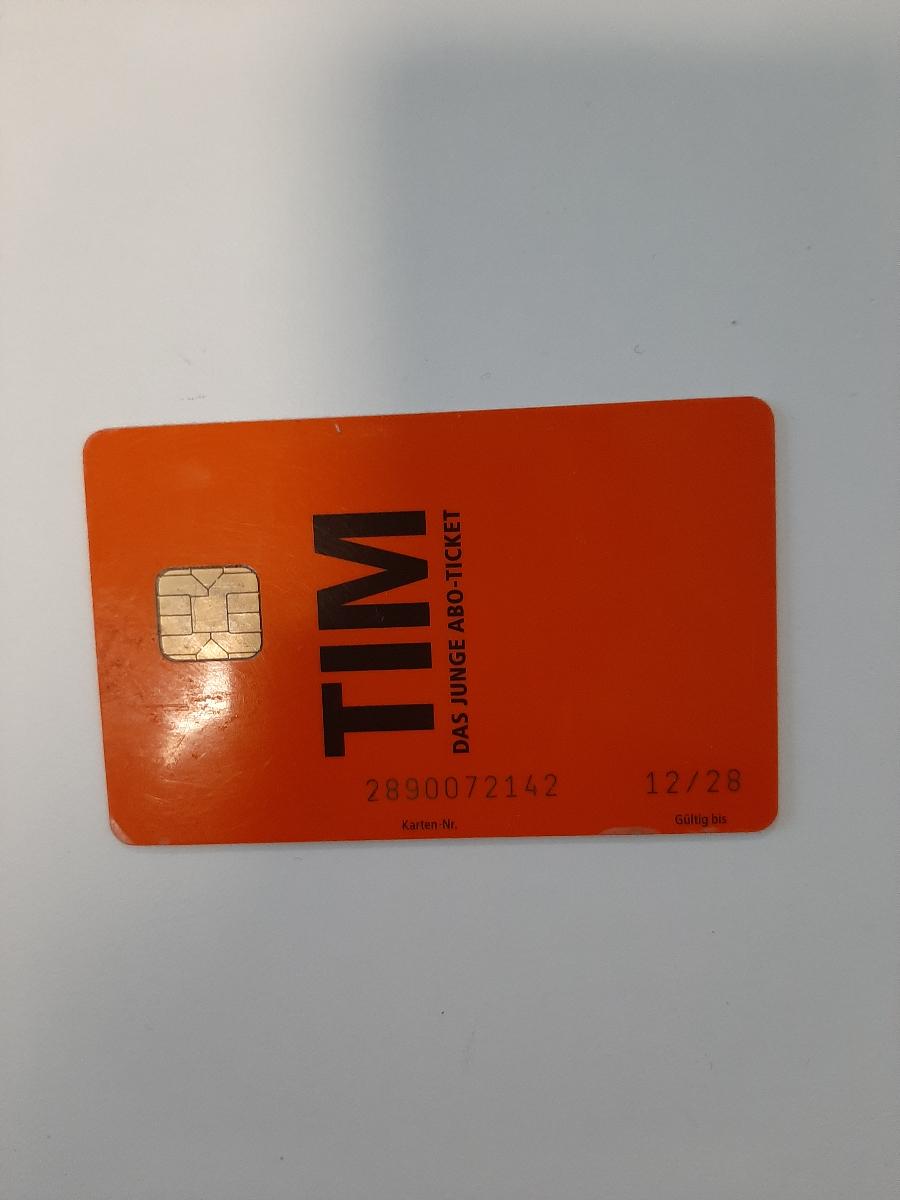 TIM
DAS JUNGE ABO-TICKET
2890072142 12/28
Karten-Nr. Gültig bis